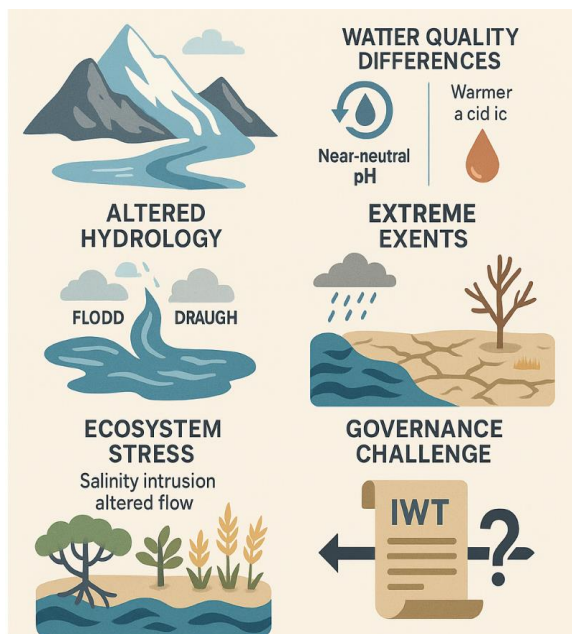 WATTER QUALITY
DIFFERENCES
Near-neutral
pH
Warmer
a cid ic
ALTERED
HYDROLOGY
FLODD
DRAUGH
EXTREME
EXENTS
ECOSYSTEM
STRESS
Salinity intrusion
altered flow
GOVERNANCE
CHALLENGE
IWT
?